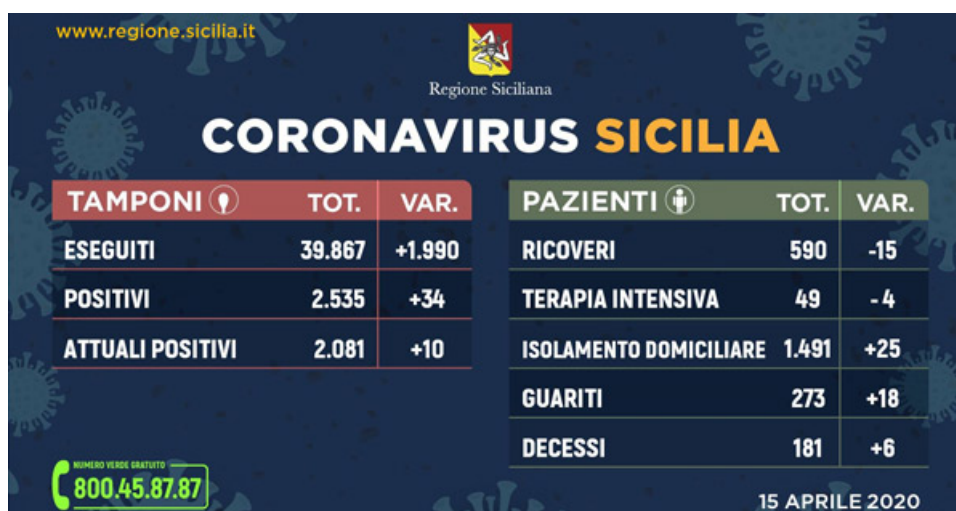 www.regione.sicilia.it
Regione Siciliana
CORONAVIRUS SICILIA
TAMPONI TOT. VAR.
ESEGUITI 39.867 +1.990
POSITIVI 2.535 +34
ATTUALI POSITIVI 2.081 +10
PAZIENTI TOT. VAR.
RICOVERI 590 -15
TERAPIA INTENSIVA 49 - 4
ISOLAMENTO DOMICILIARE 1.491 +25
GUARITI 273 +18
DECESSI 181 +6
NUMERO VERDE GRATUITO
800.45.87.87
15 APRILE 2020